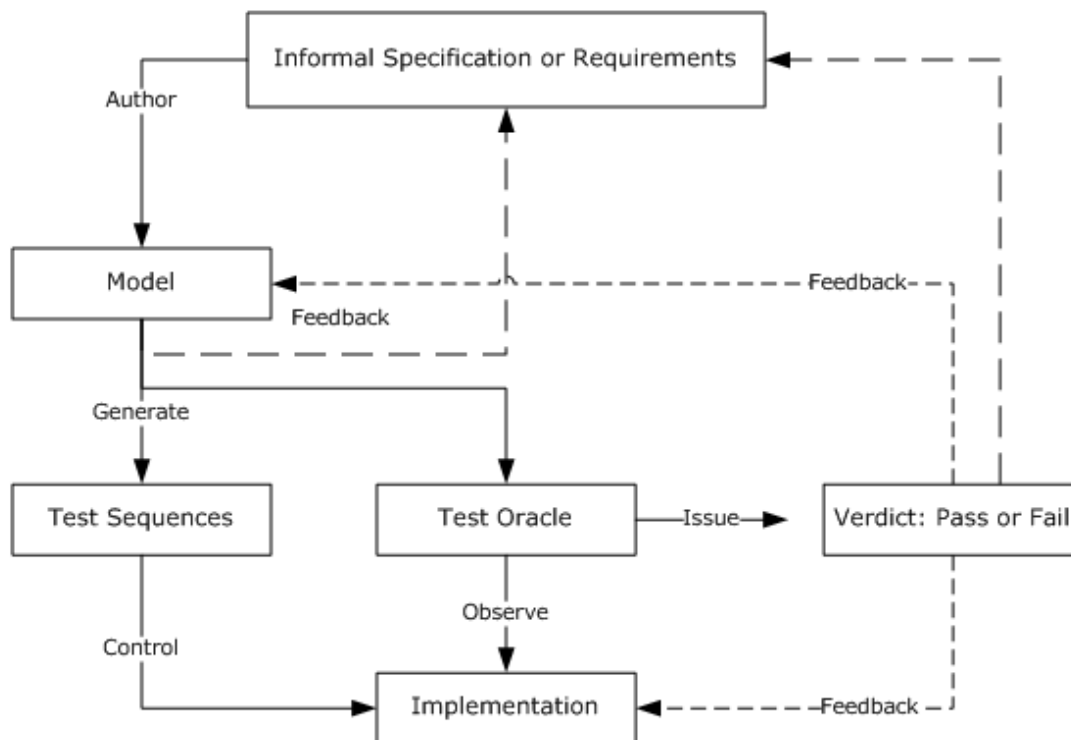 Informal Specification or Requirements
Author
Model
Feedback
Feedback
Generate
Test Sequences
Test Oracle
Issue
Verdict: Pass or Fail
Observe
Control
Implementation
Feedback